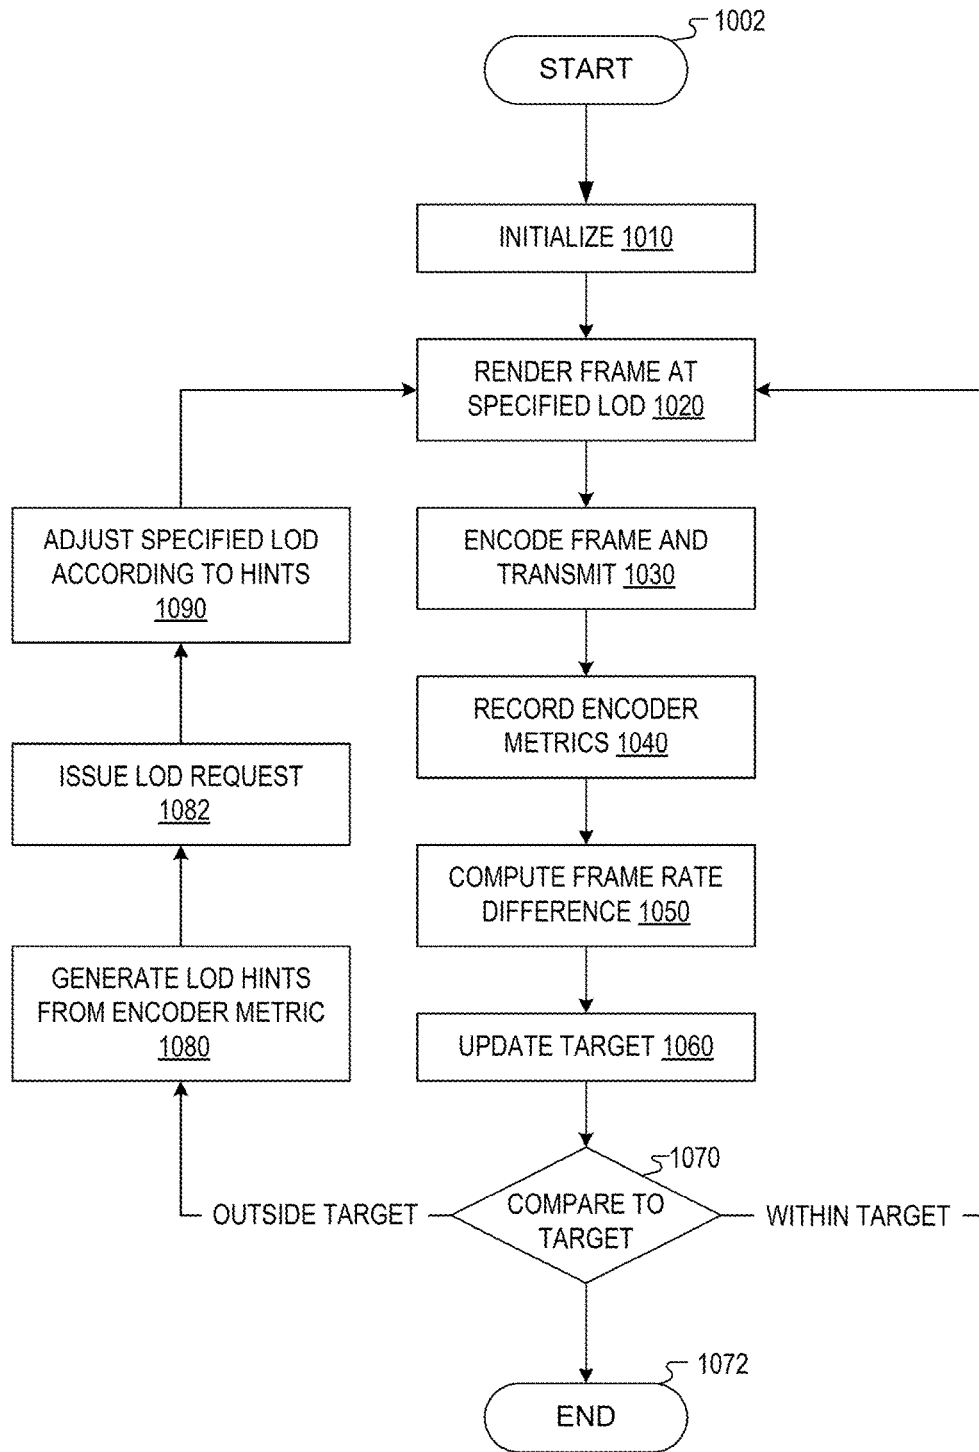 1002
START
INITIALIZE 1010
RENDER FRAME AT
SPECIFIED LOD 1020
ENCODE FRAME AND
TRANSMIT 1030
RECORD ENCODER
METRICS 1040
COMPUTE FRAME RATE
DIFFERENCE 1050
UPDATE TARGET 1060
1070
COMPARE TO
TARGET
OUTSIDE TARGET
WITHIN TARGET
GENERATE LOD HINTS
FROM ENCODER METRIC
1080
ISSUE LOD REQUEST
1082
ADJUST SPECIFIED LOD
ACCORDING TO HINTS
1090
1072
END